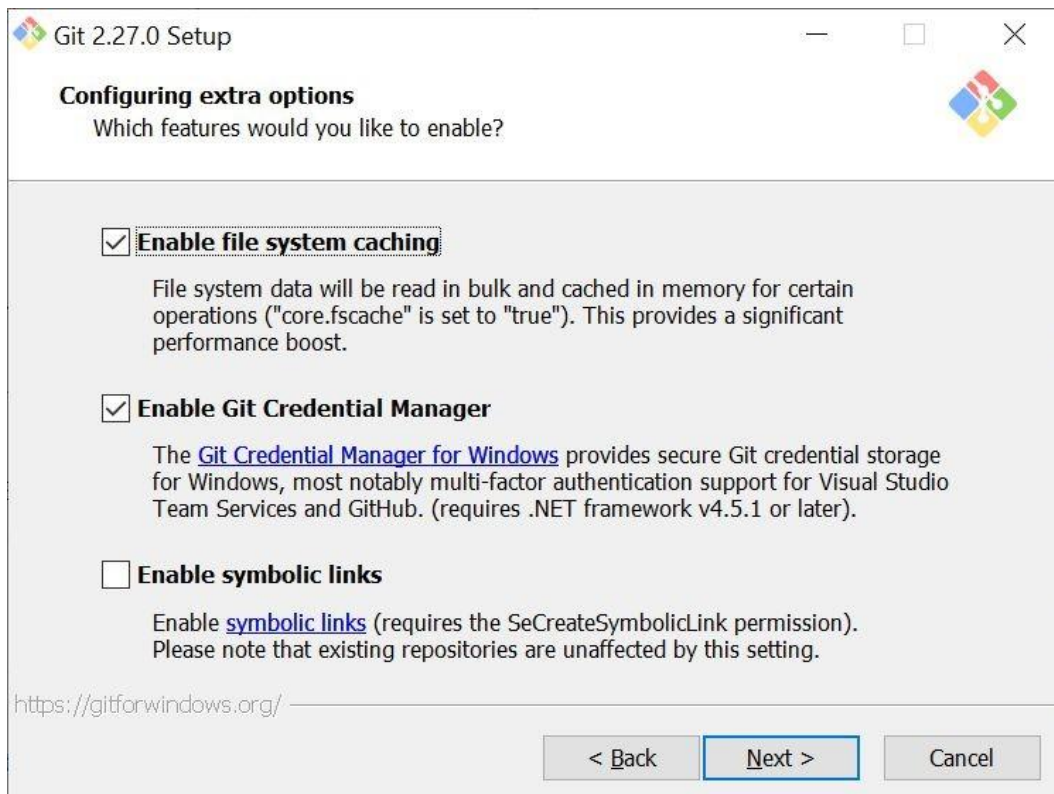 Git 2.27.0 Setup
Configuring extra options
Which features would you like to enable?
Enable file system caching
File system data will be read in bulk and cached in memory for certain
operations ("core.fscache" is set to "true"). This provides a significant
performance boost.
Enable Git Credential Manager
The Git Credential Manager for Windows provides secure Git credential storage
for Windows, most notably multi-factor authentication support for Visual Studio
Team Services and GitHub. (requires .NET framework v4.5.1 or later).
Enable symbolic links
Enable symbolic links (requires the SeCreateSymbolicLink permission).
Please note that existing repositories are unaffected by this setting.
https://gitforwindows.org/
< Back Next > Cancel